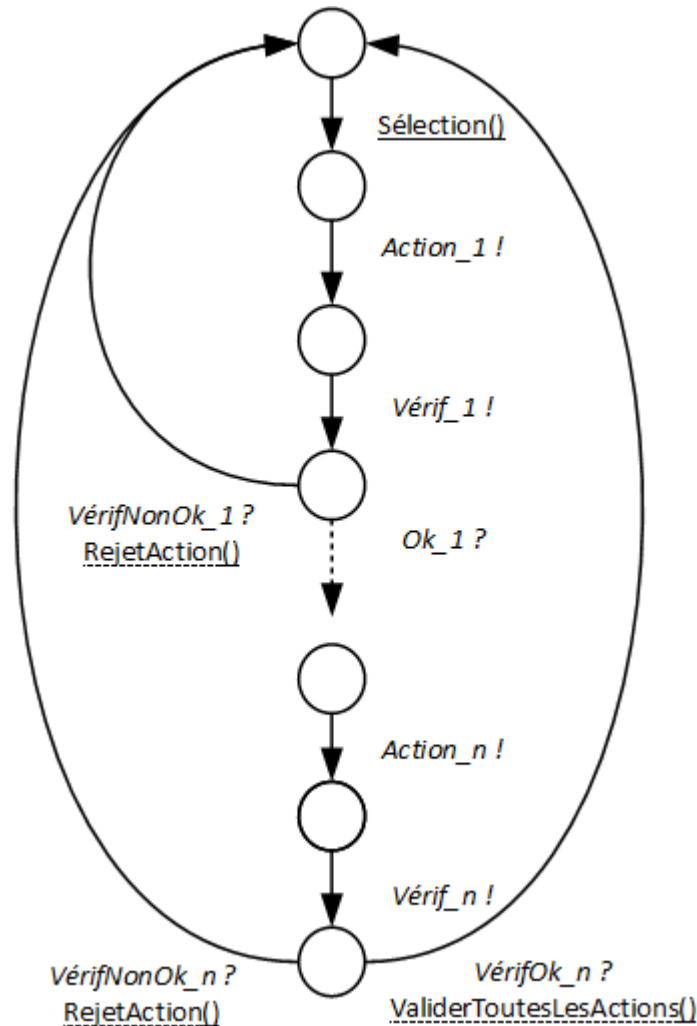 Sélection()
Action_1 !
Vérif_1 !
VérifNonOk_1 ?
RejetAction()
Ok_1 ?
Action_n !
Vérif_n !
VérifNonOk_n ?
RejetAction()
VérifOk_n ?
ValiderToutesLesActions()